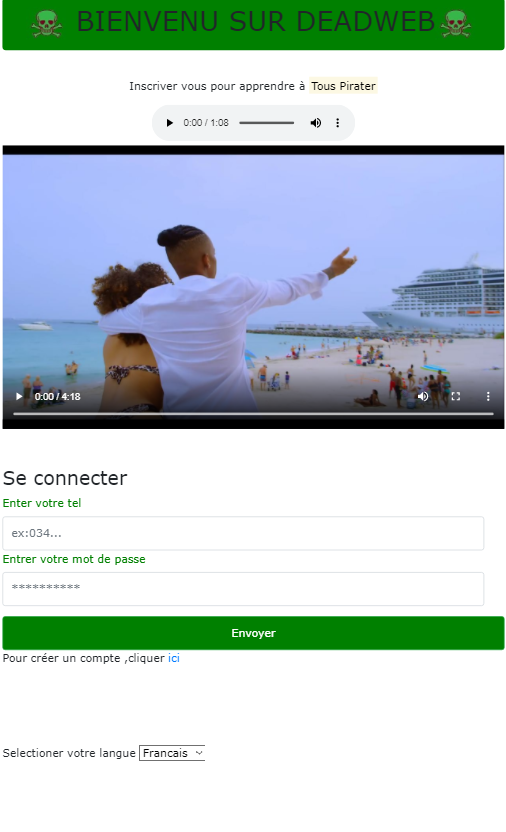 BIENVENU SUR DEADWEB
Inscriver vous pour apprendre à Tous Pirater
0:00 / 1:08
0:00 / 4:18
Se connecter
Enter votre tel
ex:034...
Entrer votre mot de passe
**********
Envoyer
Pour créer un compte ,cliquer ici
Selectioner votre langue Francais